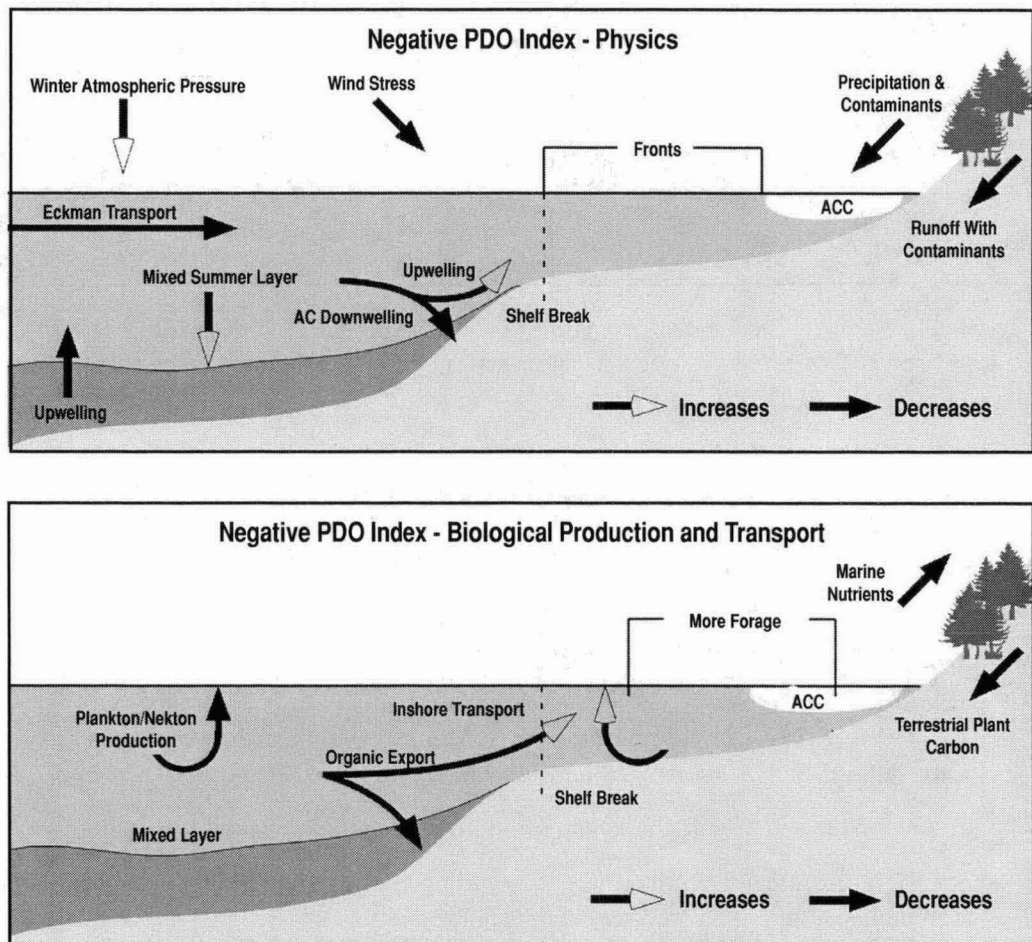 Negative PDO Index - Physics
Winter Atmospheric Pressure
Wind Stress
Precipitation &
Contaminants
Fronts
Eckman Transport
ACC
Runoff With
Contaminants
Mixed Summer Layer
Upwelling
AC Downwelling
Shelf Break
Upwelling
Increases
Decreases
Negative PDO Index - Biological Production and Transport
Marine
Nutrients
More Forage
Plankton/Nekton
Production
Inshore Transport
ACC
Terrestrial Plant
Carbon
Organic Export
Shelf Break
Mixed Layer
Increases
Decreases